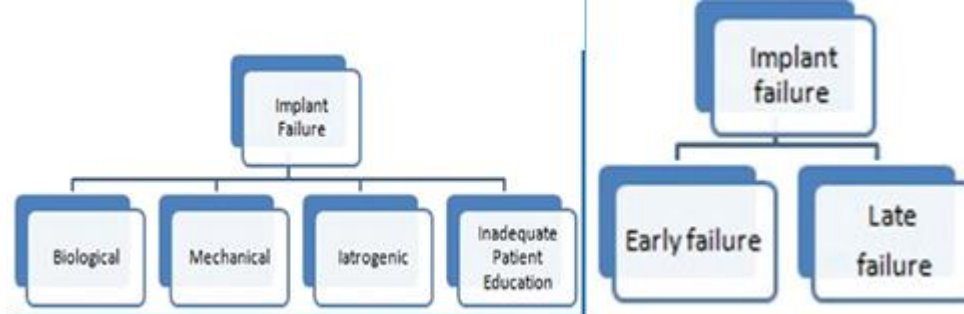 Implant
Failure
Biological
Mechanical
Iatrogenic
Inadequate
Patient
Education
Implant
failure
Early failure
Late
failure